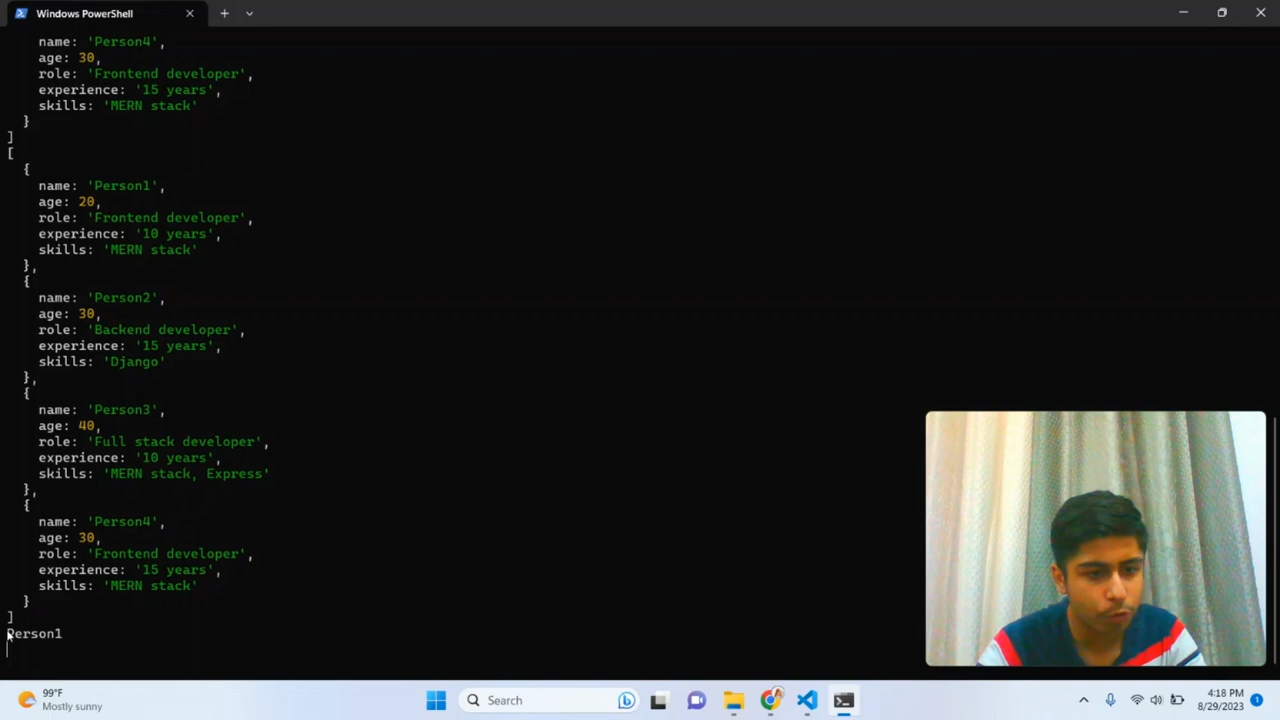 Windows PowerShell
name: 'Person4',
age: 30,
role: 'Frontend developer',
experience: '15 years',
skills: 'MERN stack'
}
]
[
{
name: 'Person1',
age: 20,
role: 'Frontend developer',
experience: '10 years',
skills: 'MERN stack'
},
{
name: 'Person2',
age: 30,
role: 'Backend developer',
experience: '15 years',
skills: 'Django'
},
{
name: 'Person3',
age: 40,
role: 'Full stack developer',
experience: '10 years',
skills: 'MERN stack, Express'
},
{
name: 'Person4',
age: 30,
role: 'Frontend developer',
experience: '15 years',
skills: 'MERN stack'
}
]
Person1
99°F
Mostly sunny
Search
4:18 PM
8/29/2023
1